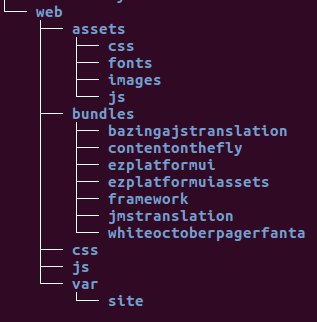 web
assets
css
fonts
images
js
bundles
bazingajstranslation
contentonthefly
ezplatformui
ezplatformuiassets
framework
jmstranslation
whiteoctoberpagerfanta
css
js
var
site